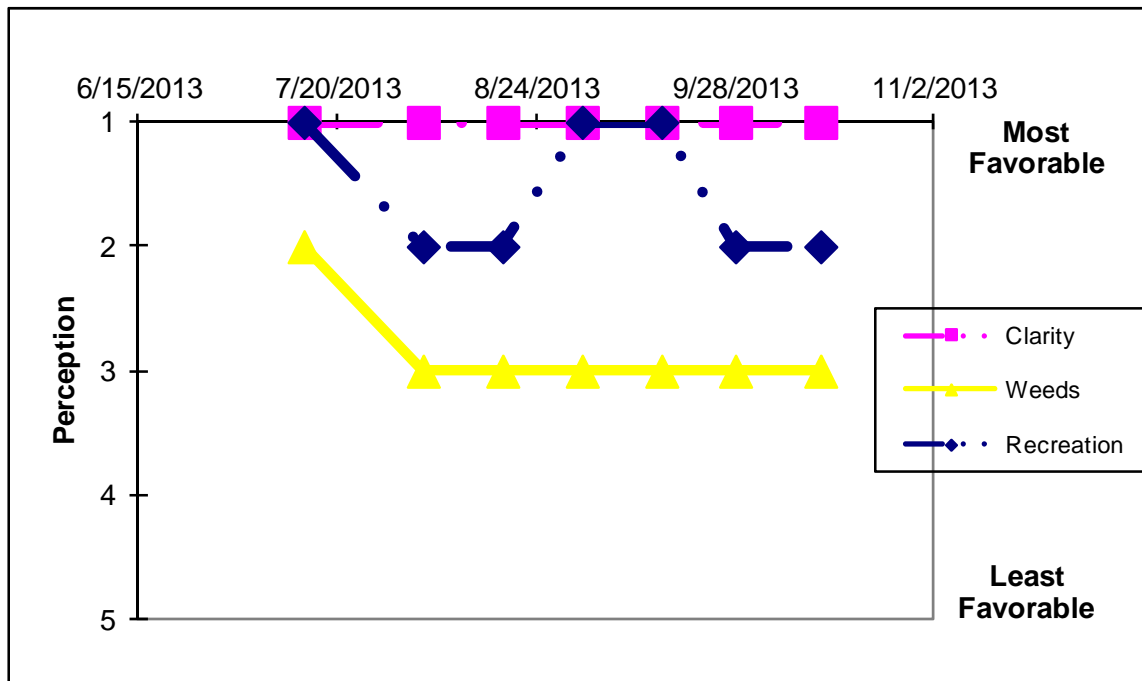 6/15/2013 7/20/2013 8/24/2013 9/28/2013 11/2/2013
1
2
3
4
5
Perception
Most
Favorable
Clarity
Weeds
Recreation
Least
Favorable